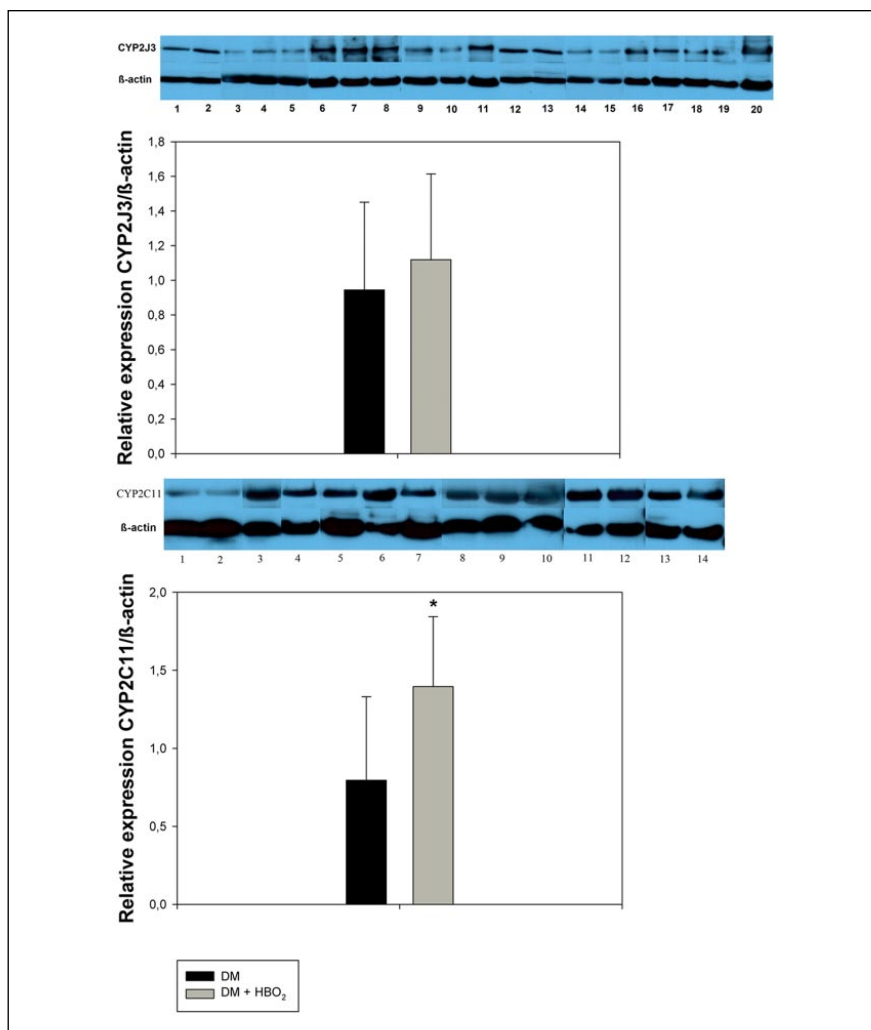 CYP2J3
ß-actin
1 2 3 4 5 6 7 8 9 10 11 12 13 14 15 16 17 18 19 20
Relative expression CYP2J3/ß-actin
1,8
1,6
1,4
1,2
1,0
0,8
0,6
0,4
0,2
0,0
CYP2C11
ß-actin
1 2 3 4 5 6 7 8 9 10 11 12 13 14
Relative expression CYP2C11/ß-actin
2,0
*
1,5
1,0
0,5
0,0
DM
DM + HBO₂